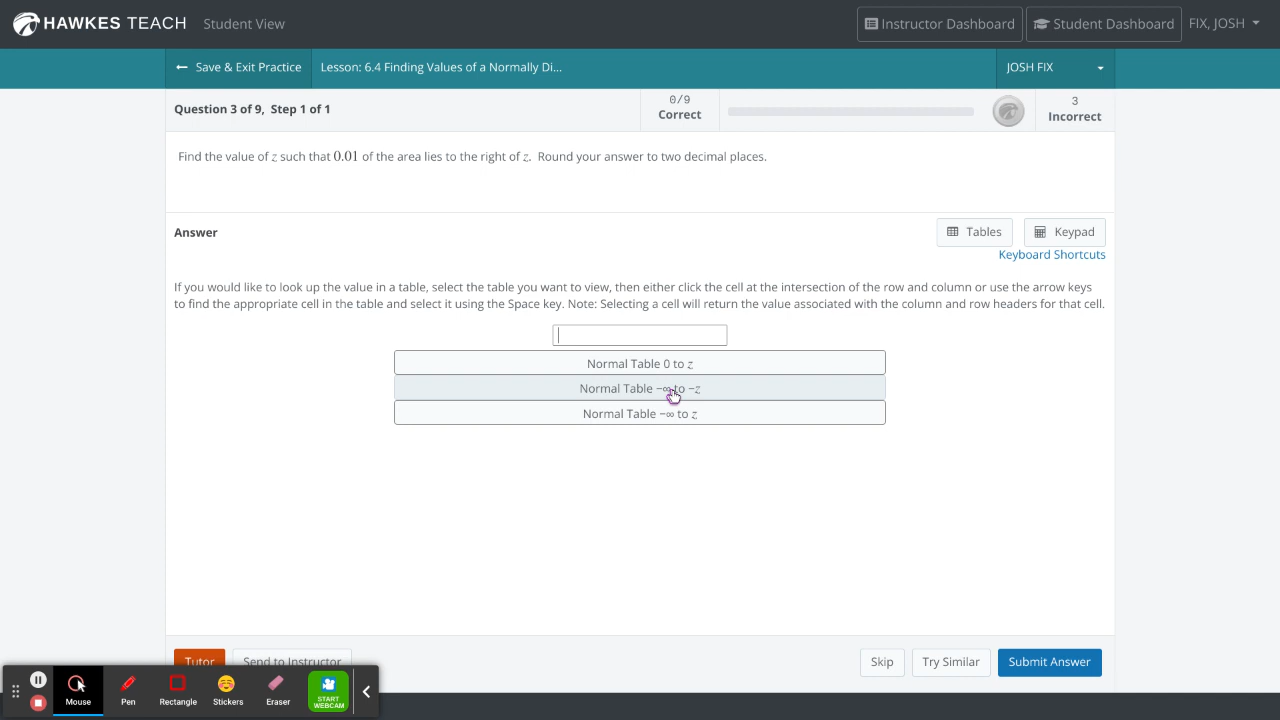 HAWKES TEACH Student View Instructor Dashboard Student Dashboard FIX, JOSH
← Save & Exit Practice Lesson: 6.4 Finding Values of a Normally Di... JOSH FIX
Question 3 of 9, Step 1 of 1
0/9
Correct
3
Incorrect
Find the value of z such that 0.01 of the area lies to the right of z. Round your answer to two decimal places.
Answer
Tables Keypad
Keyboard Shortcuts
If you would like to look up the value in a table, select the table you want to view, then either click the cell at the intersection of the row and column or use the arrow keys
to find the appropriate cell in the table and select it using the Space key. Note: Selecting a cell will return the value associated with the column and row headers for that cell.
Normal Table 0 to z
Normal Table −∞ to −z
Normal Table −∞ to z
Tutor Send to Instructor Skip Try Similar Submit Answer
Mouse Pen Rectangle Stickers Eraser
START
WEBCAM